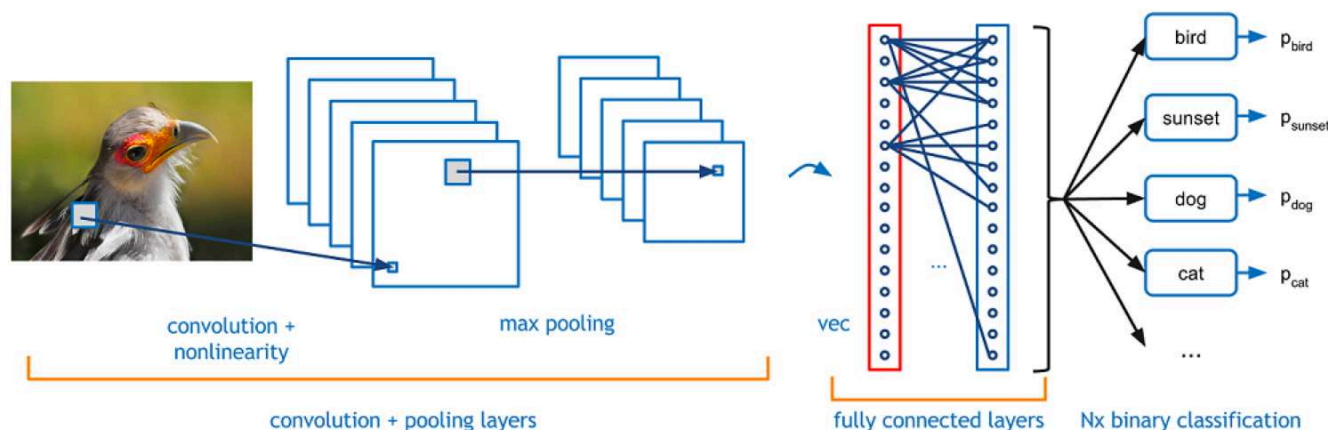 convolution +
nonlinearity
max pooling
vec
...
bird
p_bird
sunset
p_sunset
dog
p_dog
cat
p_cat
...
convolution + pooling layers
fully connected layers
Nx binary classification